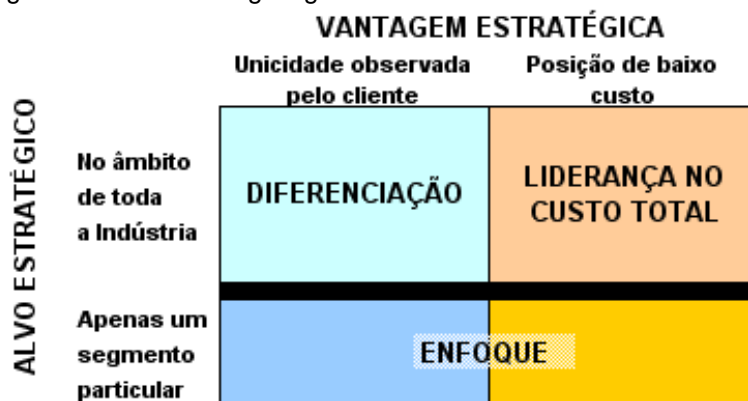 VANTAGEM ESTRATÉGICA
Unicidade observada
pelo cliente
Posição de baixo
custo
ALVO ESTRATÉGICO
No âmbito
de toda
a Indústria
DIFERENCIAÇÃO
LIDERANÇA NO
CUSTO TOTAL
Apenas um
segmento
particular
ENFOQUE